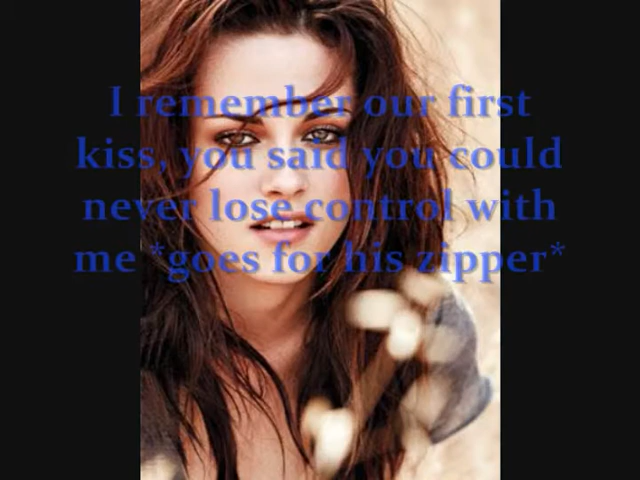 I remember our first
kiss, you said you could
never lose control with
me *goes for his zipper*